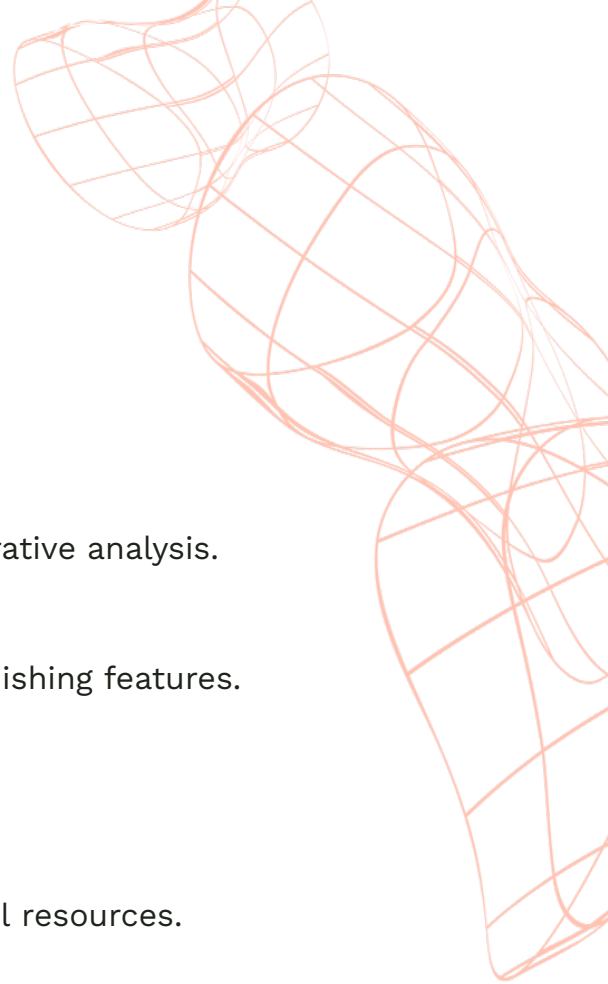 rative analysis.
ishing features.
l resources.